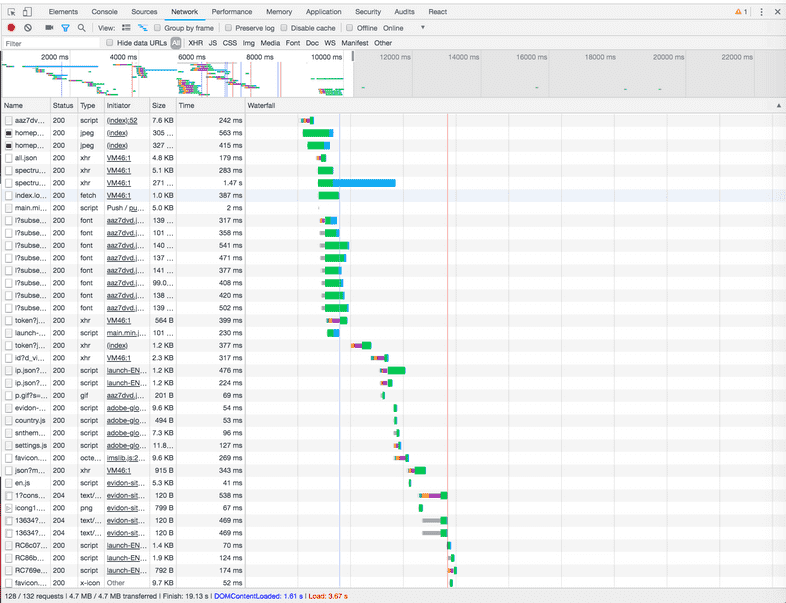 Elements Console Sources Network Performance Memory Application Security Audits React 1
View: Group by frame Preserve log Disable cache Offline Online
Filter Hide data URLs All XHR JS CSS Img Media Font Doc WS Manifest Other
2000 ms 4000 ms 6000 ms 8000 ms 10000 ms 12000 ms 14000 ms 16000 ms 18000 ms 20000 ms 22000 ms
Name Status Type Initiator Size Time Waterfall
aaz7dv... 200 script (index):52 7.6 KB 242 ms
homep... 200 jpeg (index) 305 ... 563 ms
homep... 200 jpeg (index) 327 ... 415 ms
all.json 200 xhr VM46:1 4.8 KB 179 ms
spectru... 200 xhr VM46:1 5.1 KB 283 ms
spectru... 200 xhr VM46:1 271 ... 1.47 s
index.lo... 200 fetch VM46:1 1.0 KB 387 ms
main.mi... 200 script Push / pu... 5.0 KB 2 ms
l?subse... 200 font aaz7dvd.j... 139 ... 317 ms
l?subse... 200 font aaz7dvd.j... 101 ... 358 ms
l?subse... 200 font aaz7dvd.j... 140 ... 541 ms
l?subse... 200 font aaz7dvd.j... 137 ... 471 ms
l?subse... 200 font aaz7dvd.j... 141 ... 377 ms
l?subse... 200 font aaz7dvd.j... 99.0... 408 ms
l?subse... 200 font aaz7dvd.j... 138 ... 420 ms
l?subse... 200 font aaz7dvd.j... 139 ... 502 ms
token?j... 200 xhr VM46:1 564 B 399 ms
launch-... 200 script main.min.j... 101 ... 230 ms
token?j... 200 xhr (index) 1.2 KB 377 ms
id?d_vi... 200 xhr VM46:1 2.3 KB 317 ms
ip.json?... 200 script launch-EN... 1.2 KB 476 ms
ip.json?... 200 script launch-EN... 1.2 KB 224 ms
p.gif?s=... 200 gif aaz7dvd.j... 201 B 69 ms
evidon-... 200 script adobe-glo... 9.6 KB 54 ms
country.js 200 script adobe-glo... 494 B 53 ms
snthem... 200 script adobe-glo... 7.3 KB 96 ms
settings.js 200 script adobe-glo... 11.8... 127 ms
favicon.... 200 octe... imslib.js:2... 9.6 KB 269 ms
json?m... 200 xhr VM46:1 915 B 343 ms
en.js 200 script evidon-sit... 5.3 KB 41 ms
1?cons... 204 text/... evidon-sit... 120 B 538 ms
icong1.... 200 png evidon-sit... 799 B 67 ms
13634?... 204 text/... evidon-sit... 120 B 469 ms
13634?... 204 text/... evidon-sit... 120 B 469 ms
RC6c07... 200 script launch-EN... 1.4 KB 70 ms
RC86b... 200 script launch-EN... 1.9 KB 124 ms
RC769e... 200 script launch-EN... 792 B 174 ms
favicon.... 200 x-icon Other 9.7 KB 52 ms
128 / 132 requests | 4.7 MB / 4.7 MB transferred | Finish: 19.13 s | DOMContentLoaded: 1.61 s | Load: 3.67 s